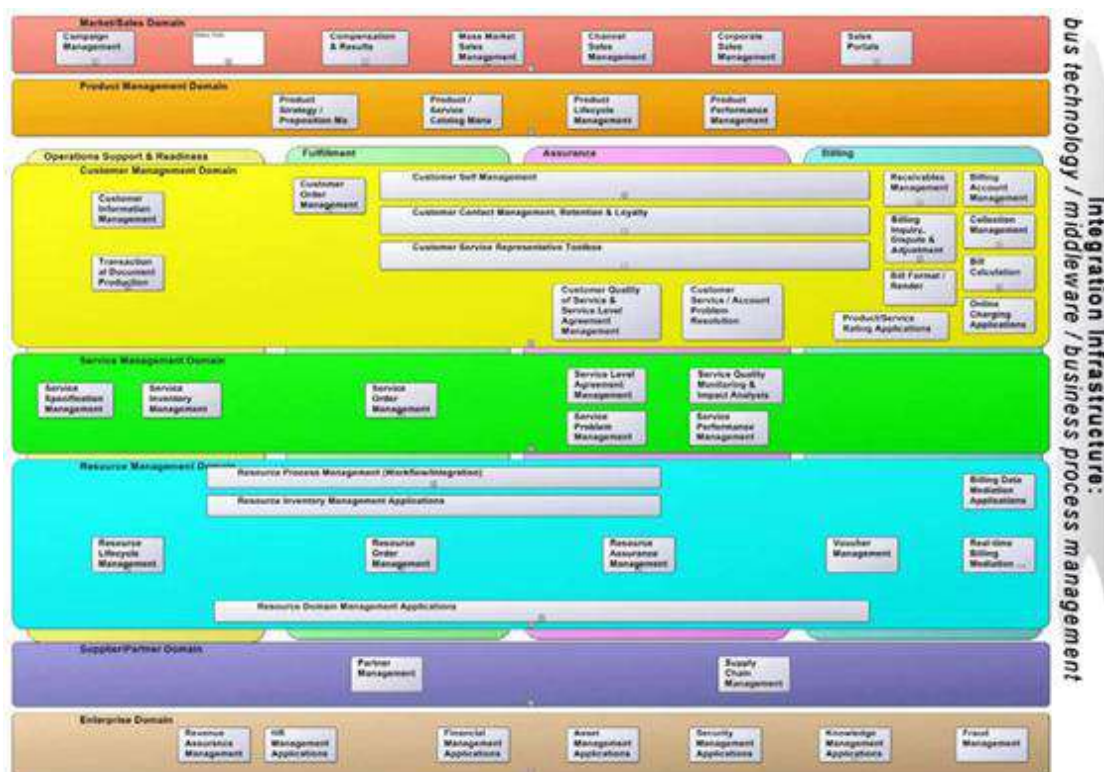 Market/Sales Domain
Campaign
Management
Compensation
& Results
Mass Market
Sales
Management
Channel
Sales
Management
Corporate
Sales
Management
Sales
Portals
Product Management Domain
Product
Strategy /
Proposition Ma
Product /
Service
Catalog Mana
Product
Lifecycle
Management
Product
Performance
Management
Operations Support & Readiness
Fulfillment
Assurance
Billing
Customer Management Domain
Customer
Information
Management
Transaction
al Document
Production
Customer
Order
Management
Customer Self Management
Customer Contact Management, Retention & Loyalty
Customer Service Representative Toolbox
Customer Quality
of Service &
Service Level
Agreement
Management
Customer
Service / Account
Problem
Resolution
Receivables
Management
Billing
Account
Management
Billing
Inquiry,
Dispute &
Adjustment
Collection
Management
Bill Format /
Render
Bill
Calculation
Product/Service
Rating Applications
Online
Charging
Applications
Service Management Domain
Service
Specification
Management
Service
Inventory
Management
Service
Order
Management
Service Level
Agreement
Management
Service Quality
Monitoring &
Impact Analysis
Service
Problem
Management
Service
Performance
Management
Resource Management Domain
Resource Process Management (Workflow/Integration)
Resource Inventory Management Applications
Billing Data
Mediation
Applications
Resource
Lifecycle
Management
Resource
Order
Management
Resource
Assurance
Management
Voucher
Management
Real-time
Billing
Mediation ...
Resource Domain Management Applications
Supplier/Partner Domain
Partner
Management
Supply
Chain
Management
Enterprise Domain
Revenue
Assurance
Management
HR
Management
Applications
Financial
Management
Applications
Asset
Management
Applications
Security
Management
Applications
Knowledge
Management
Applications
Fraud
Management
Integration Infrastructure:
bus technology / middleware / business process management